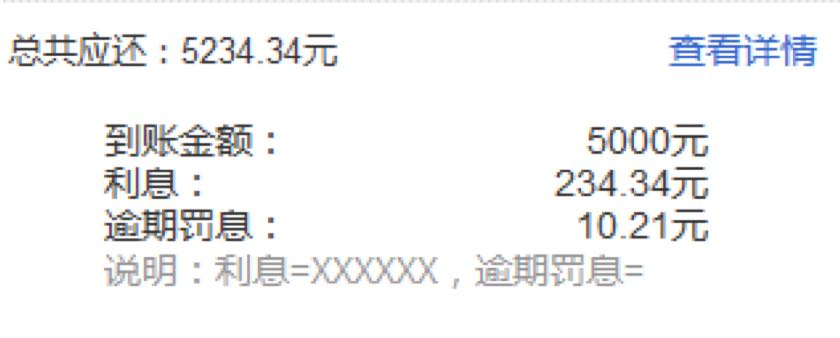 总共应还：5234.34元 查看详情
到账金额： 5000元
利息： 234.34元
逾期罚息： 10.21元
说明：利息=XXXXXX，逾期罚息=